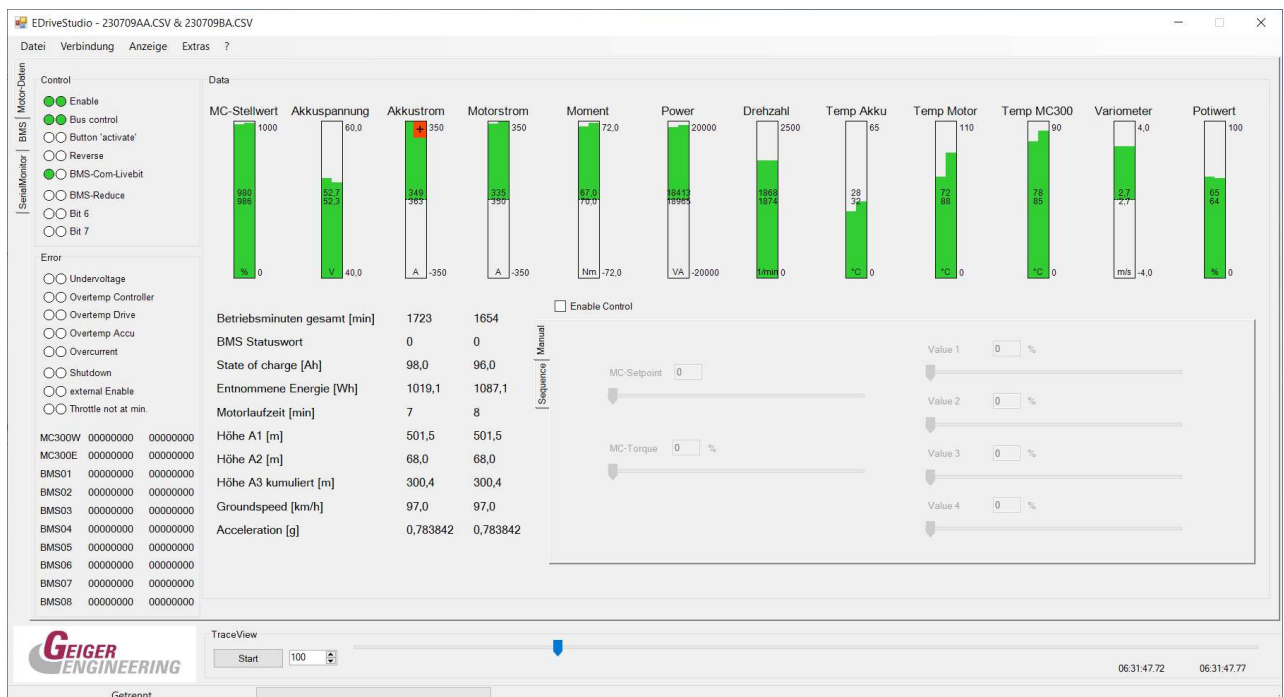 EDriveStudio - 230709AA.CSV & 230709BA.CSV
Datei Verbindung Anzeige Extras ?
Motor-Daten
BMS
SerialMonitor
Control
Enable
Bus control
Button 'activate'
Reverse
BMS-Com-Livebit
BMS-Reduce
Bit 6
Bit 7
Error
Undervoltage
Overtemp Controller
Overtemp Drive
Overtemp Accu
Overcurrent
Shutdown
external Enable
Throttle not at min.
MC300W 00000000 00000000
MC300E 00000000 00000000
BMS01 00000000 00000000
BMS02 00000000 00000000
BMS03 00000000 00000000
BMS04 00000000 00000000
BMS05 00000000 00000000
BMS06 00000000 00000000
BMS07 00000000 00000000
BMS08 00000000 00000000
Data
MC-Stellwert Akkuspannung Akkustrom Motorstrom Moment Power Drehzahl Temp Akku Temp Motor Temp MC300 Variometer Potiwert
1000 60,0 + 350 350 72,0 20000 2500 65 110 90 4,0 100
980 52,7 349 335 67,0 18413 1868 28 72 78 2,7 65
986 52,3 363 350 70,0 18965 1874 32 88 85 2,7 64
% 0 V 40,0 A -350 A -350 Nm -72,0 VA -20000 1/min 0 °C 0 °C 0 °C 0 m/s -4,0 % 0
Betriebsminuten gesamt [min] 1723 1654
BMS Statuswort 0 0
State of charge [Ah] 98,0 96,0
Entnommene Energie [Wh] 1019,1 1087,1
Motorlaufzeit [min] 7 8
Höhe A1 [m] 501,5 501,5
Höhe A2 [m] 68,0 68,0
Höhe A3 kumuliert [m] 300,4 300,4
Groundspeed [km/h] 97,0 97,0
Acceleration [g] 0,783842 0,783842
Enable Control
Manual
Sequence
MC-Setpoint 0
MC-Torque 0 %
Value 1 0 %
Value 2 0 %
Value 3 0 %
Value 4 0 %
GEIGER
ENGINEERING
TraceView
Start 100
06:31:47.72 06:31:47.77
Getrennt